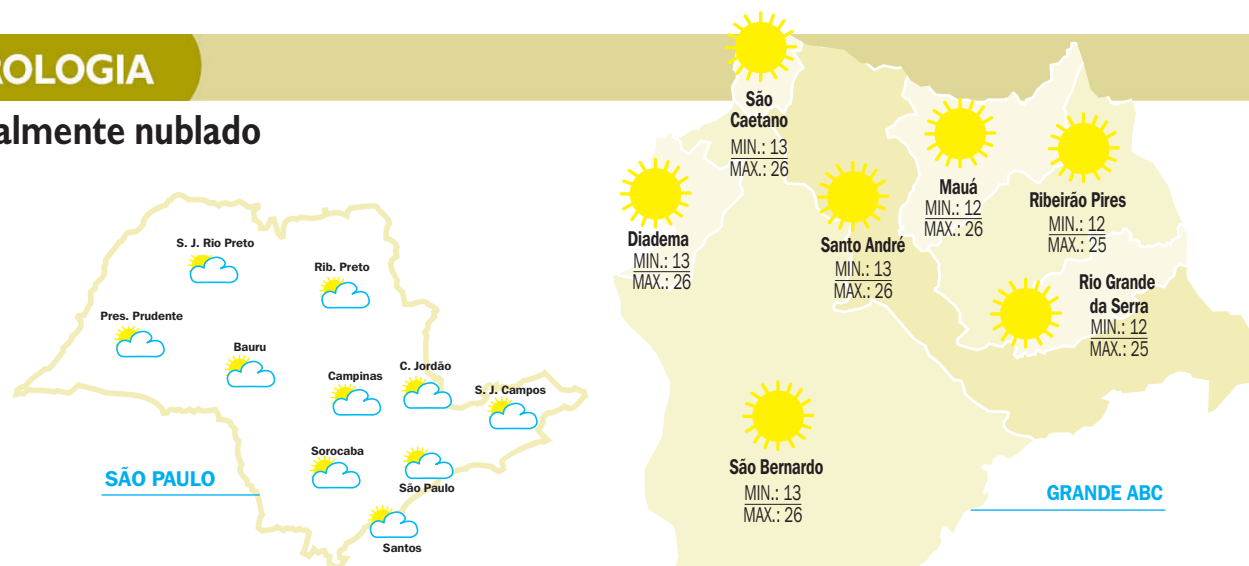 ROLOGIA
almente nublado
S. J. Rio Preto
Rib. Preto
Pres. Prudente
Bauru
Campinas
C. Jordão
S. J. Campos
Sorocaba
São Paulo
Santos
SÃO PAULO
São
Caetano
MIN.: 13
MAX.: 26
Diadema
MIN.: 13
MAX.: 26
Santo André
MIN.: 13
MAX.: 26
Mauá
MIN.: 12
MAX.: 26
Ribeirão Pires
MIN.: 12
MAX.: 25
Rio Grande
da Serra
MIN.: 12
MAX.: 25
São Bernardo
MIN.: 13
MAX.: 26
GRANDE ABC